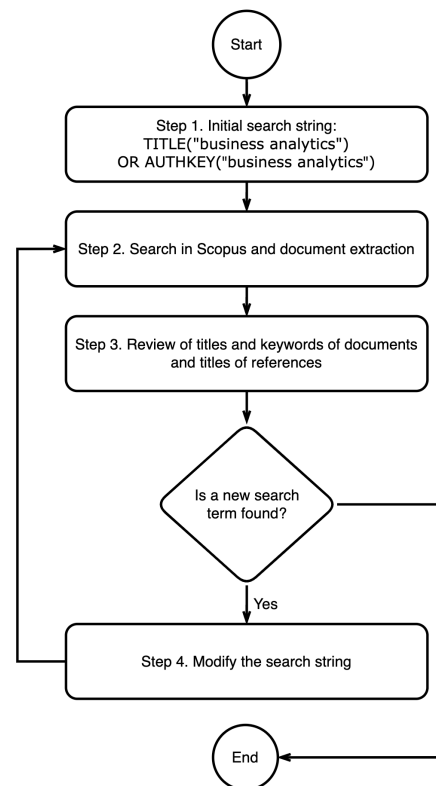 Start
Step 1. Initial search string:
TITLE("business analytics")
OR AUTHKEY("business analytics")
Step 2. Search in Scopus and document extraction
Step 3. Review of titles and keywords of documents
and titles of references
Is a new search
term found?
Yes
Step 4. Modify the search string
End